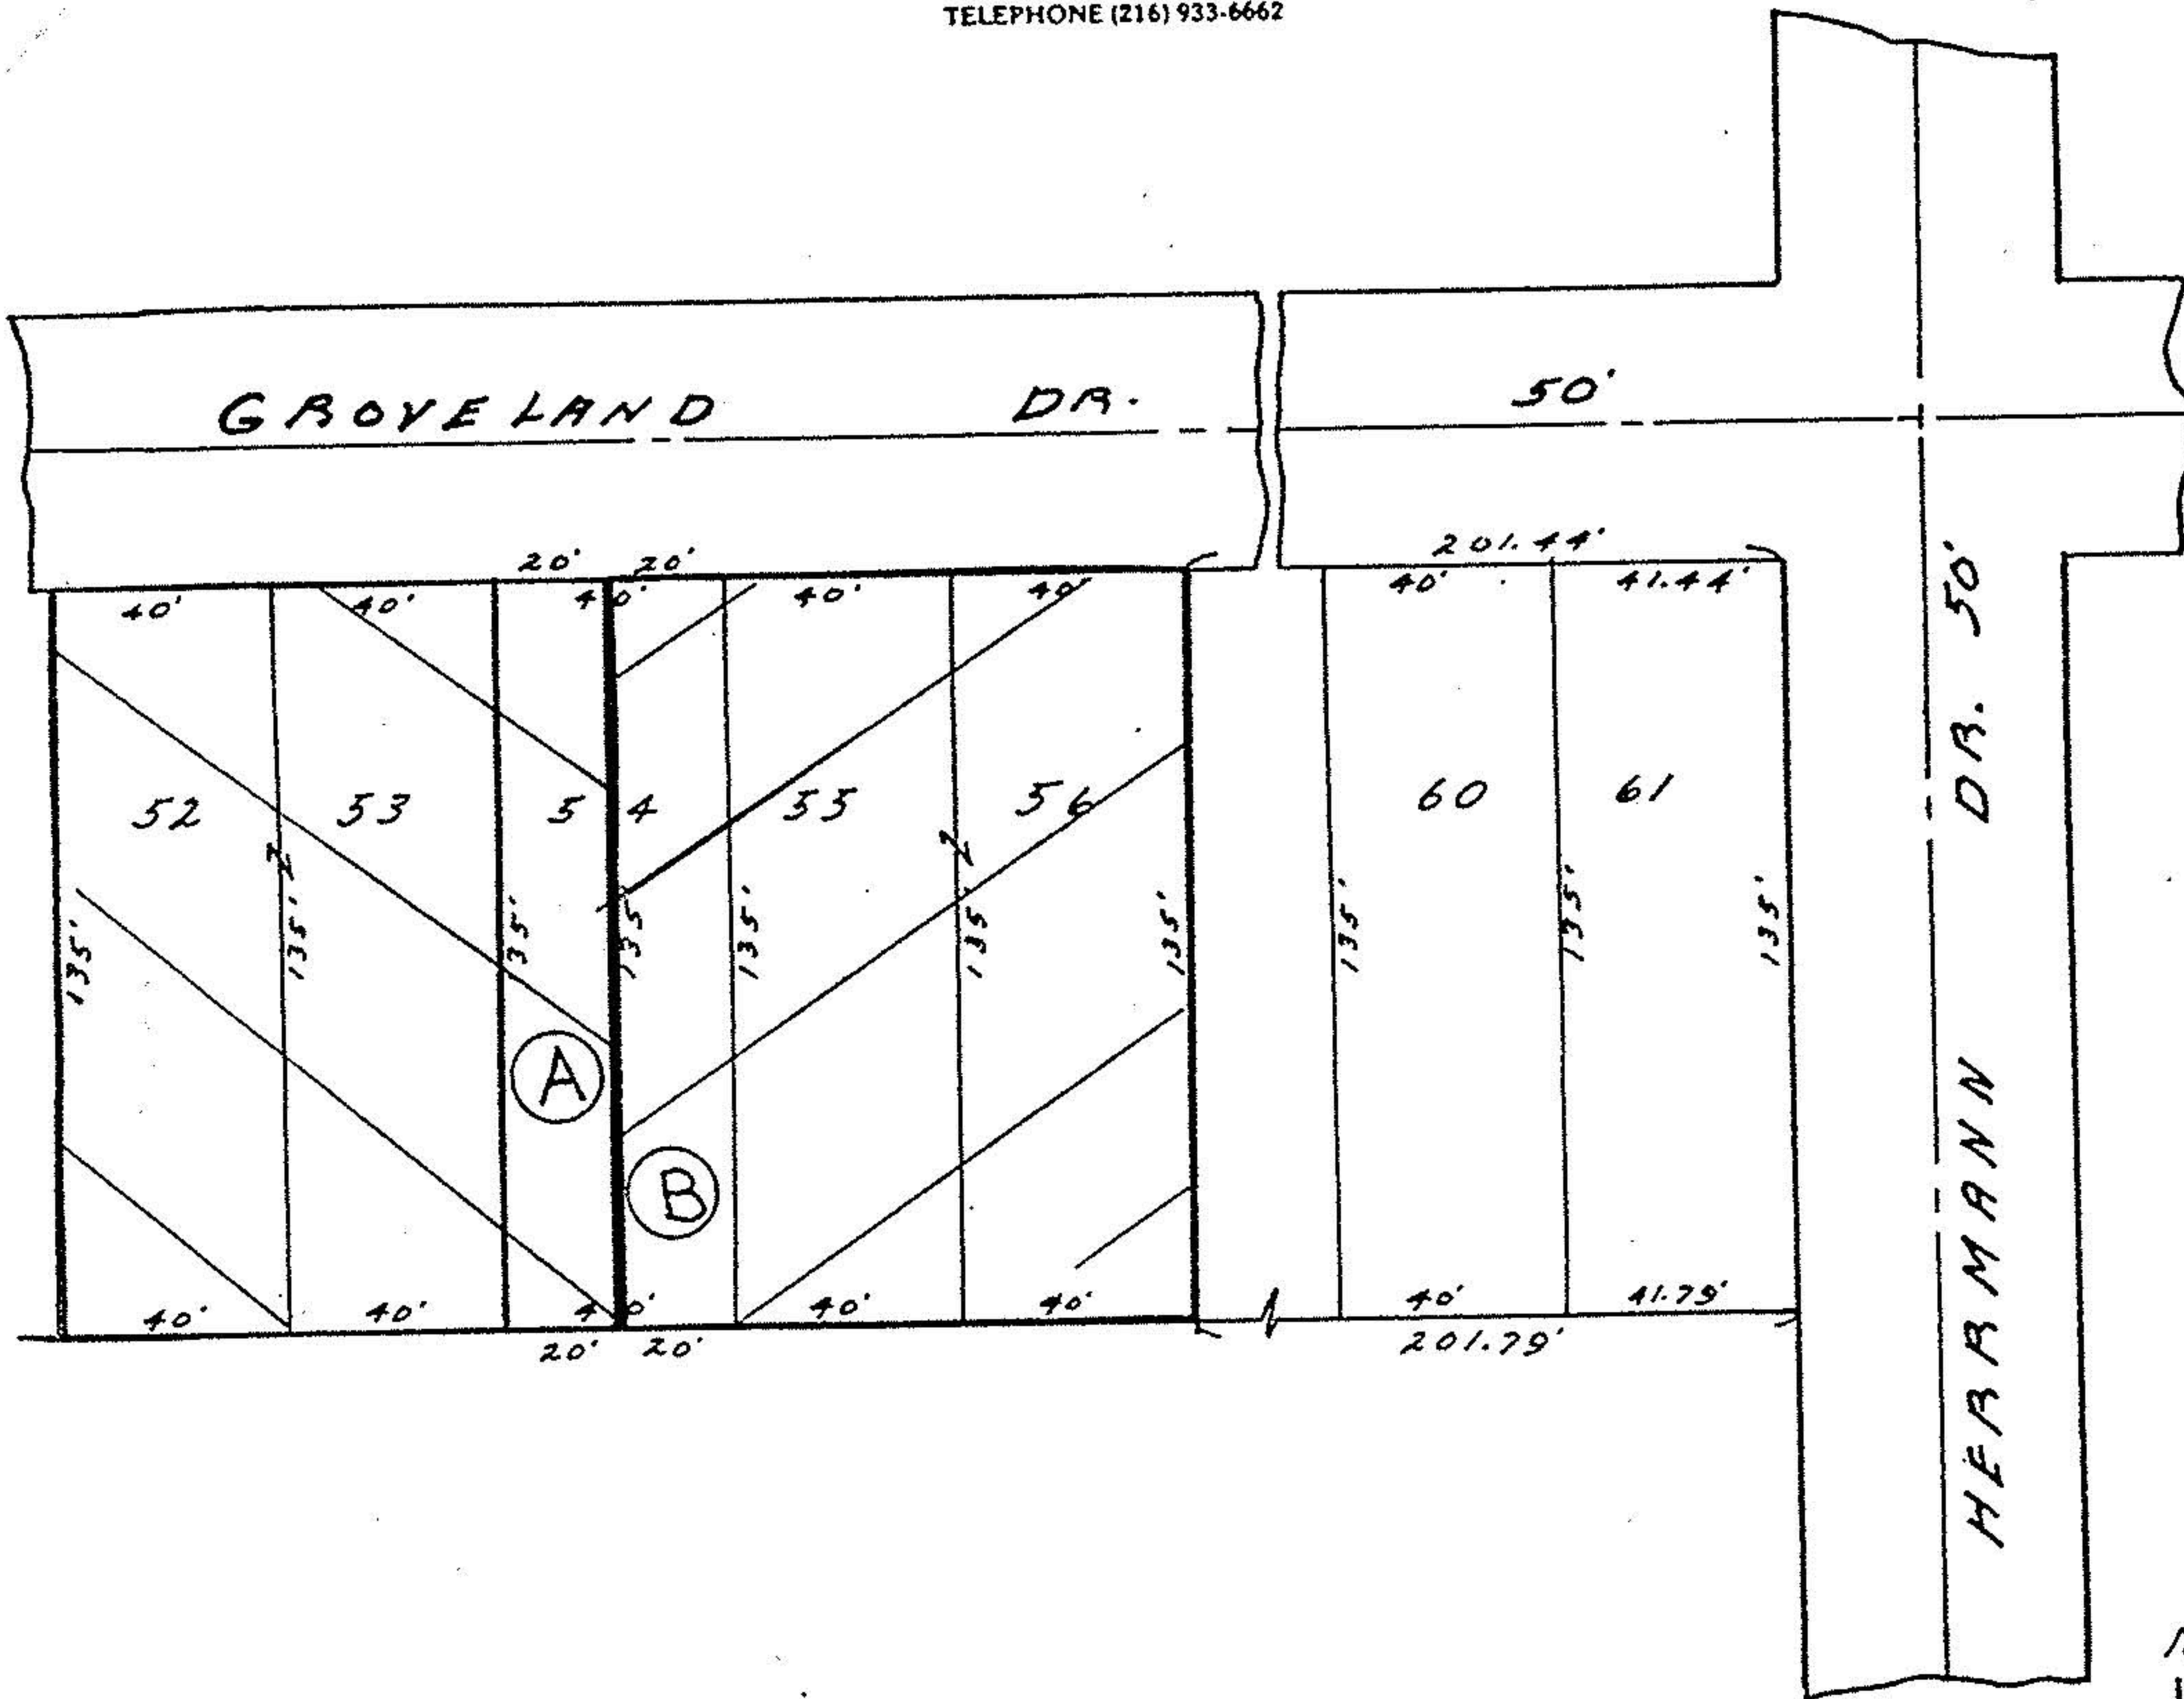 TELEPHONE (216) 933-6662
GROVELAND DR. 50'
20' 20' 201.44'
40' 40' 40' 40' 40' 40' 41.44'
52 53 54 55 56 60 61
135' 135' 135' 135' 135' 135' 135' 135' 135' 135'
A
B
40' 40' 40' 40' 40' 40' 41.79'
20' 20' 201.79'
HERRMANN DR. 50'